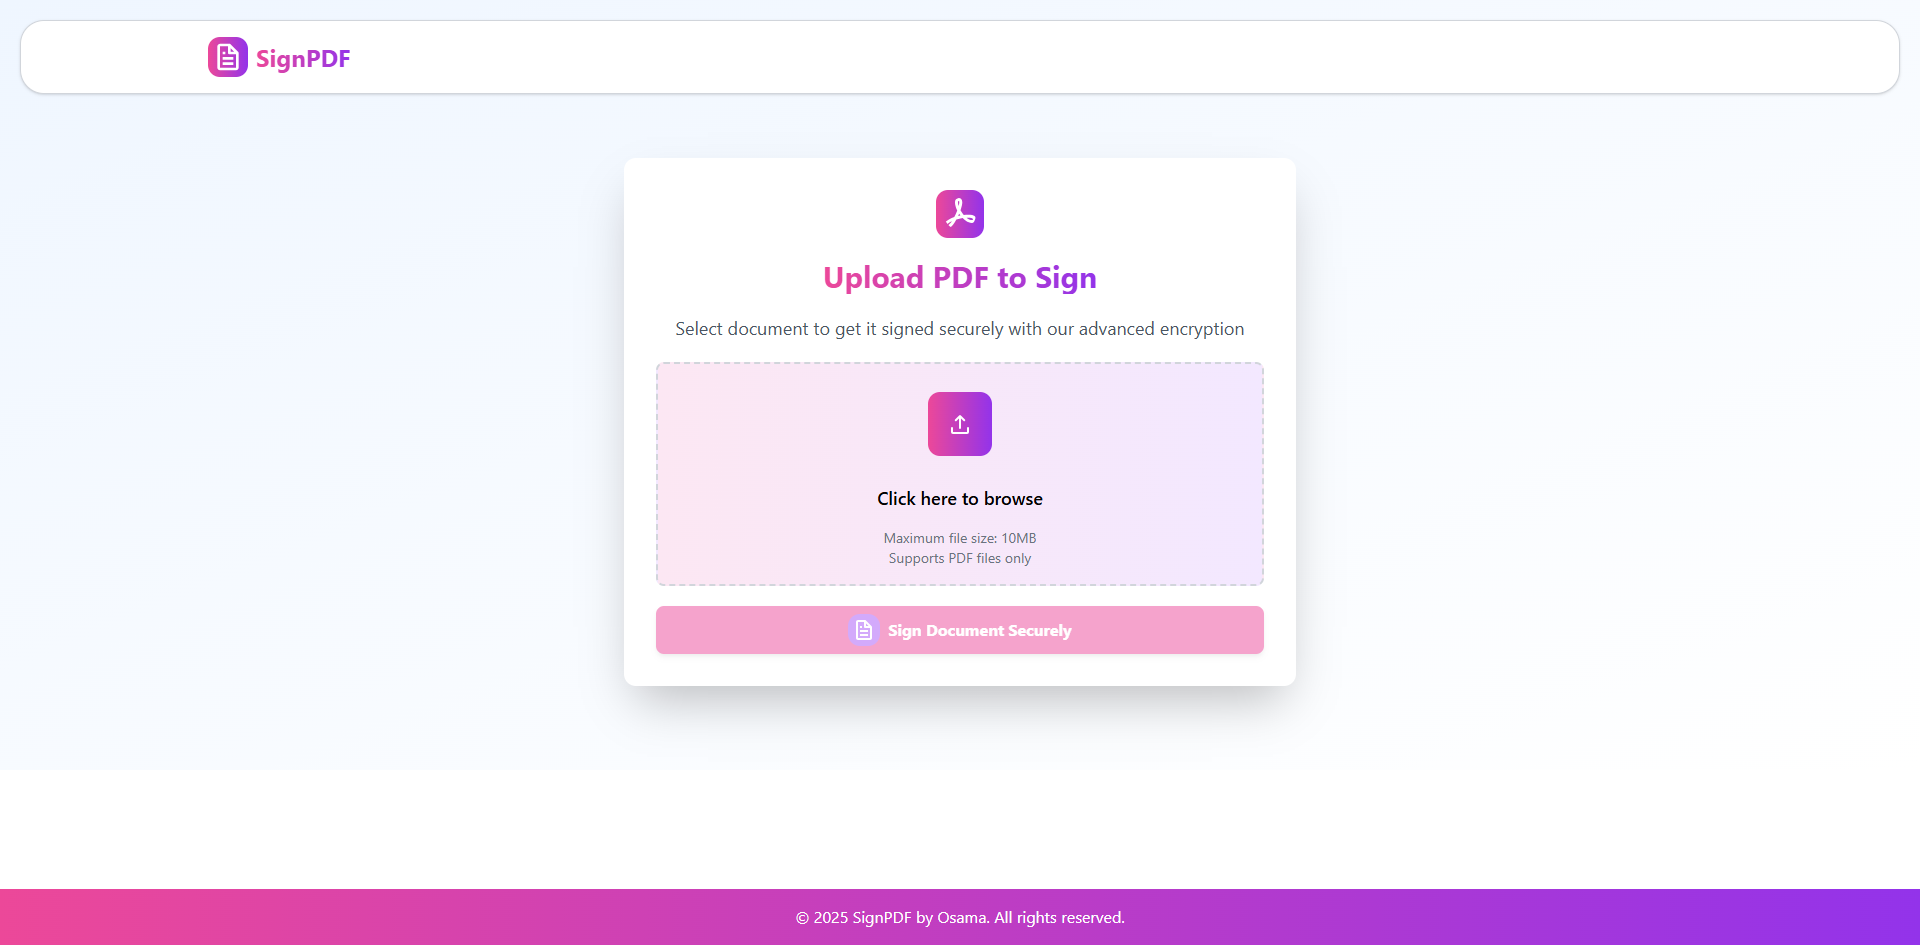 SignPDF
Upload PDF to Sign
Select document to get it signed securely with our advanced encryption
Click here to browse
Maximum file size: 10MB
Supports PDF files only
Sign Document Securely
© 2025 SignPDF by Osama. All rights reserved.